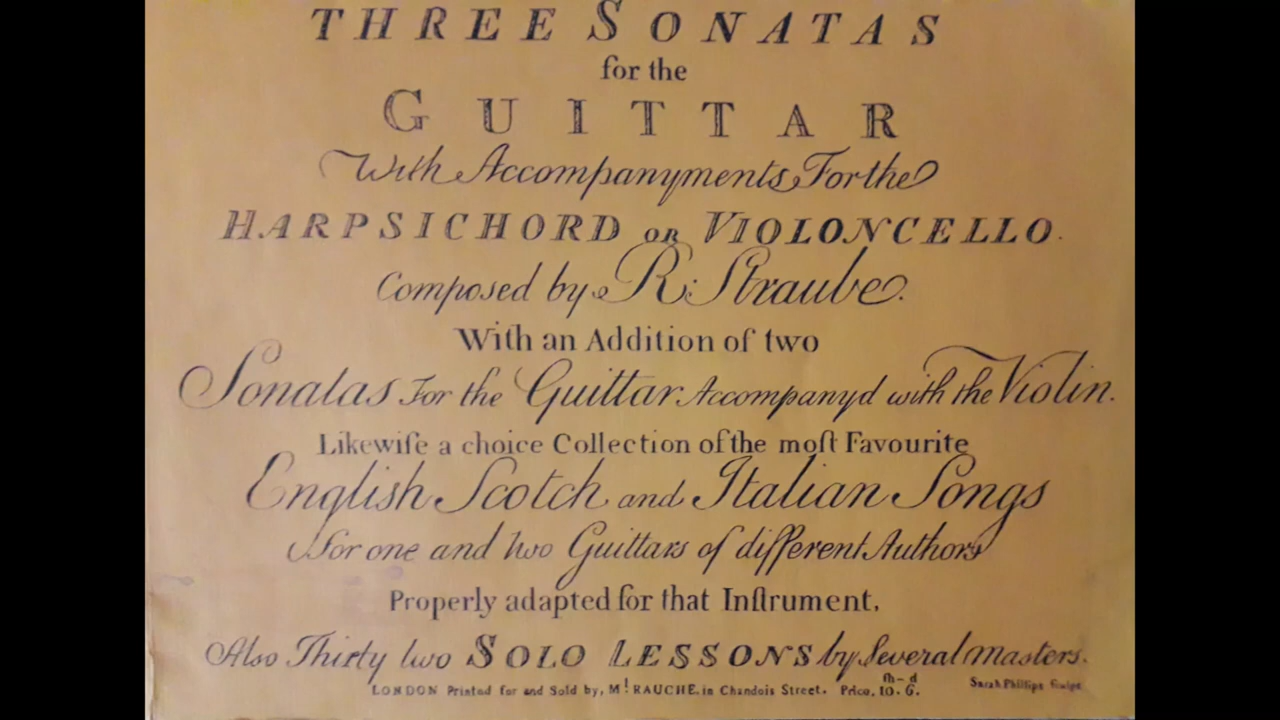 THREE SONATAS
for the
GUITTAR
With Accompanyments For the
HARPSICHORD OR VIOLONCELLO.
Composed by R: Straube.
With an Addition of two
Sonatas For the Guittar Accompanyd with the Violin.
Likewiſe a choice Collection of the moſt Favourite
Engliſh Scotch and Italian Songs
For one and two Guittars of different Authors
Properly adapted for that Inſtrument.
Also Thirty two SOLO LESSONS by Several Masters.
LONDON Printed for and Sold by, Mr. RAUCHE, in Chandois Street. Price, 10.sh- 6.d Sarah Phillips Sculpt